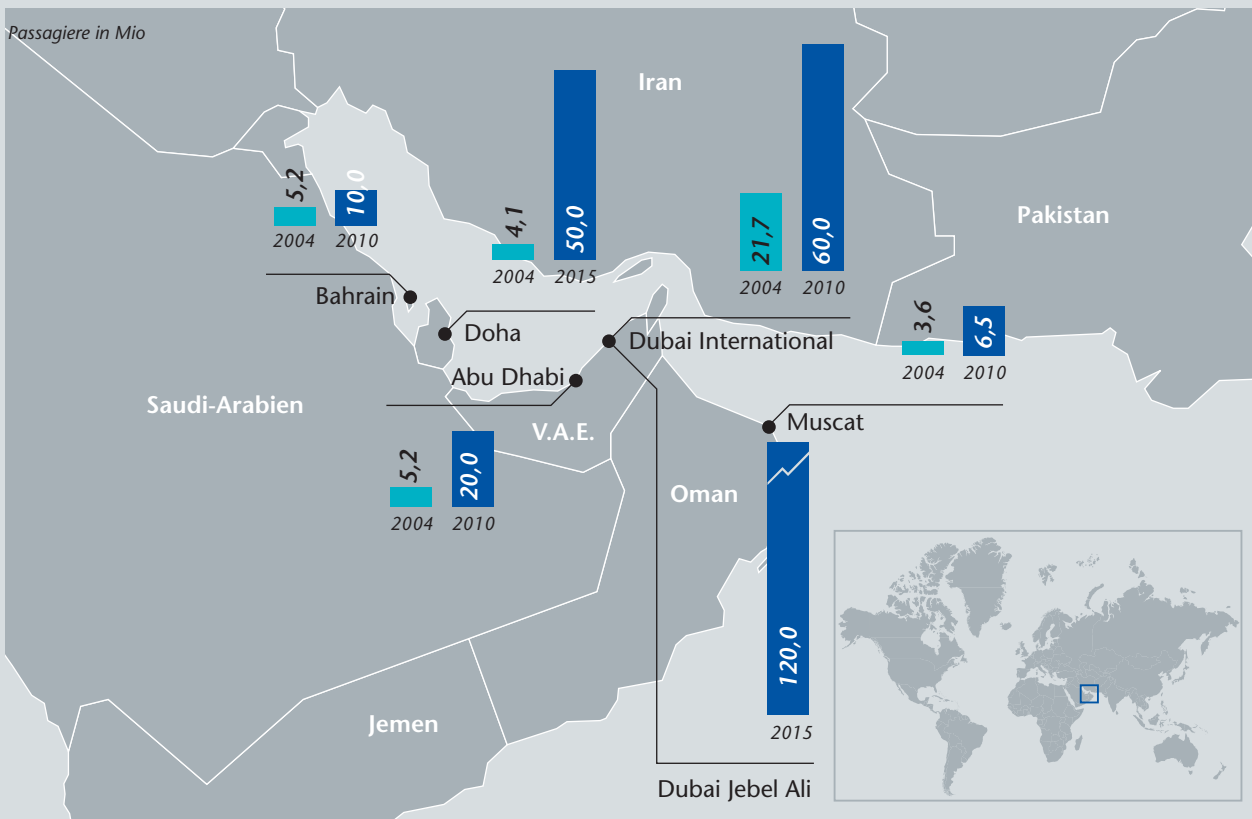 Passagiere in Mio
Iran
Pakistan
5,2
10,0
2004
2010
Bahrain
4,1
50,0
2004
2015
Doha
21,7
60,0
2004
2010
Dubai International
3,6
6,5
2004
2010
Muscat
Abu Dhabi
Saudi-Arabien
V.A.E.
5,2
20,0
2004
2010
Oman
120,0
2015
Jemen
Dubai Jebel Ali